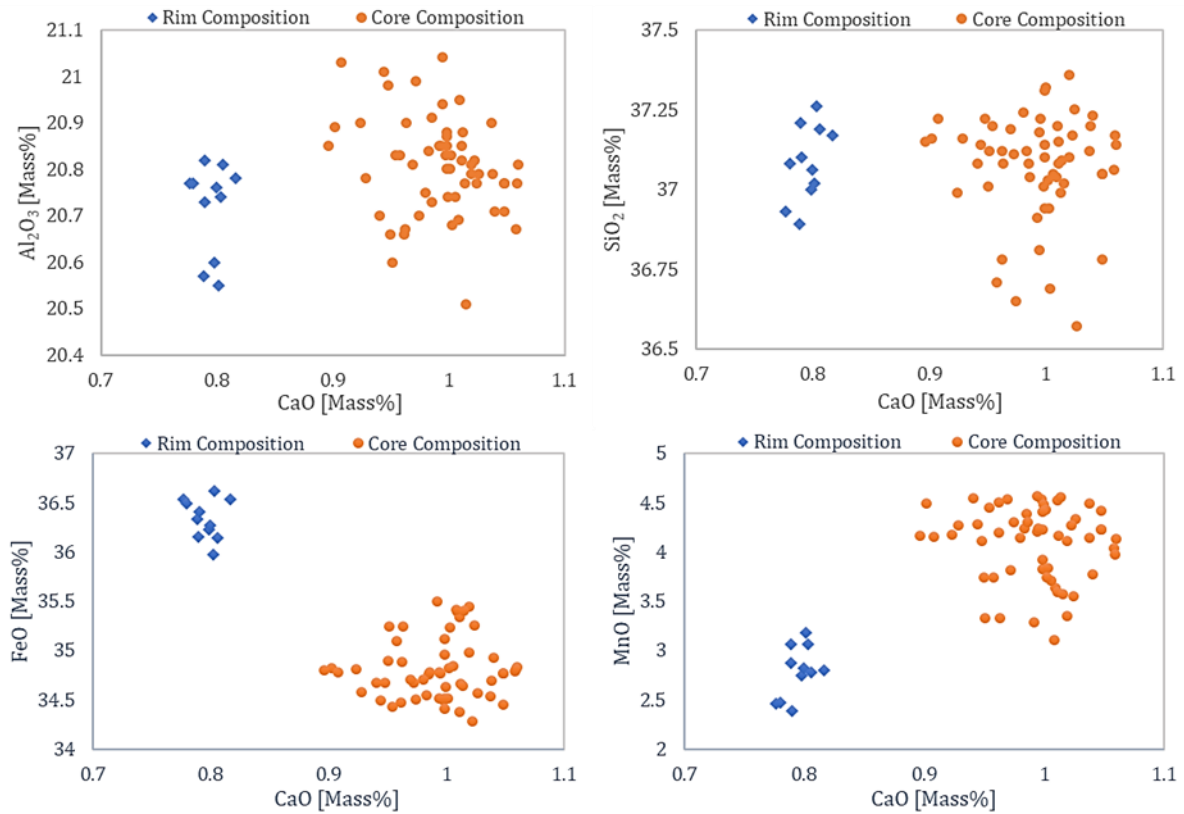 Rim Composition Core Composition
21.1
21
20.9
20.8
20.7
20.6
20.5
20.4
Al₂O₃ [Mass%]
0.7 0.8 0.9 1 1.1
CaO [Mass%]
Rim Composition Core Composition
37.5
37.25
37
36.75
36.5
SiO₂ [Mass%]
0.7 0.8 0.9 1 1.1
CaO [Mass%]
Rim Composition Core Composition
37
36.5
36
35.5
35
34.5
34
FeO [Mass%]
0.7 0.8 0.9 1 1.1
CaO [Mass%]
Rim Composition Core Composition
5
4.5
4
3.5
3
2.5
2
MnO [Mass%]
0.7 0.8 0.9 1 1.1
CaO [Mass%]